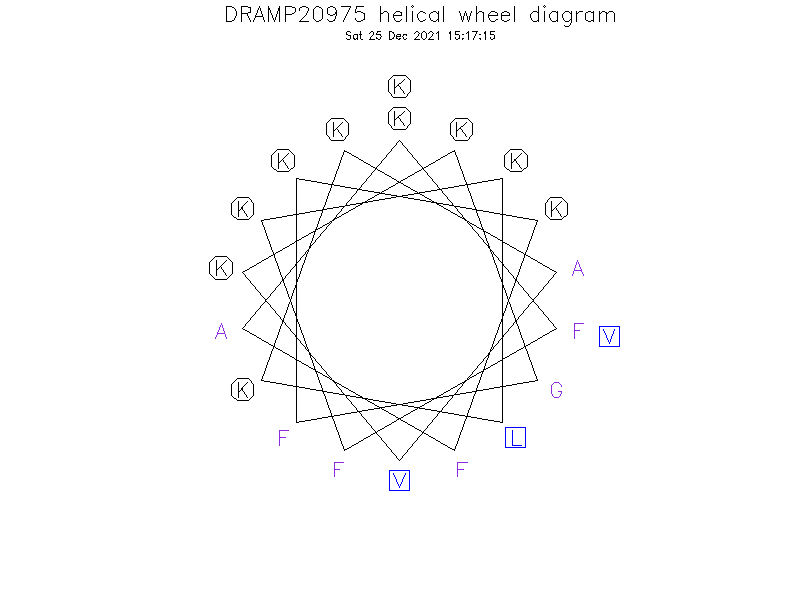 DRAMP20975 helical wheel diagram
Sat 25 Dec 2021 15:17:15
K
K
K K
K K
K K
K A
A F V
K G
F L
F V F